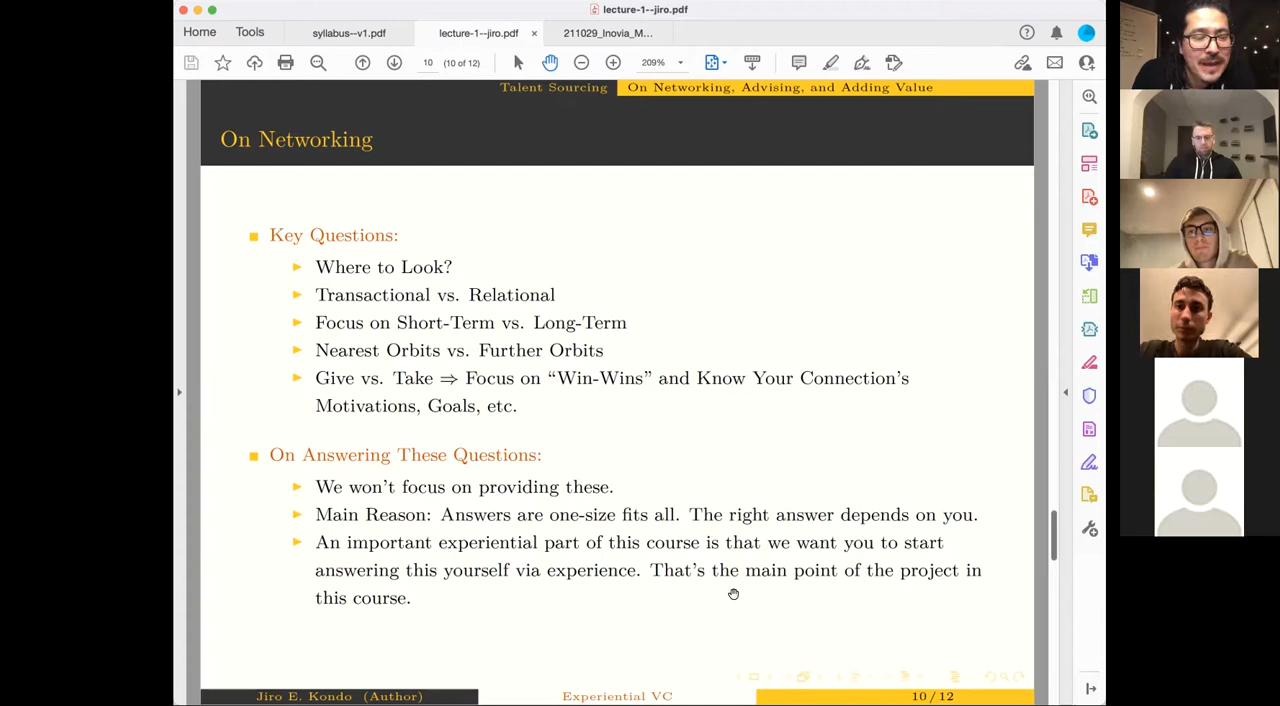 lecture-1--jiro.pdf
Home Tools syllabus--v1.pdf lecture-1--jiro.pdf × 211029_Inovia_M...
10 (10 of 12) 209%
Talent Sourcing On Networking, Advising, and Adding Value
On Networking
Key Questions:
Where to Look?
Transactional vs. Relational
Focus on Short-Term vs. Long-Term
Nearest Orbits vs. Further Orbits
Give vs. Take ⇒ Focus on “Win-Wins” and Know Your Connection’s
Motivations, Goals, etc.
On Answering These Questions:
We won’t focus on providing these.
Main Reason: Answers are one-size fits all. The right answer depends on you.
An important experiential part of this course is that we want you to start
answering this yourself via experience. That’s the main point of the project in
this course.
Jiro E. Kondo (Author) Experiential VC 10 / 12